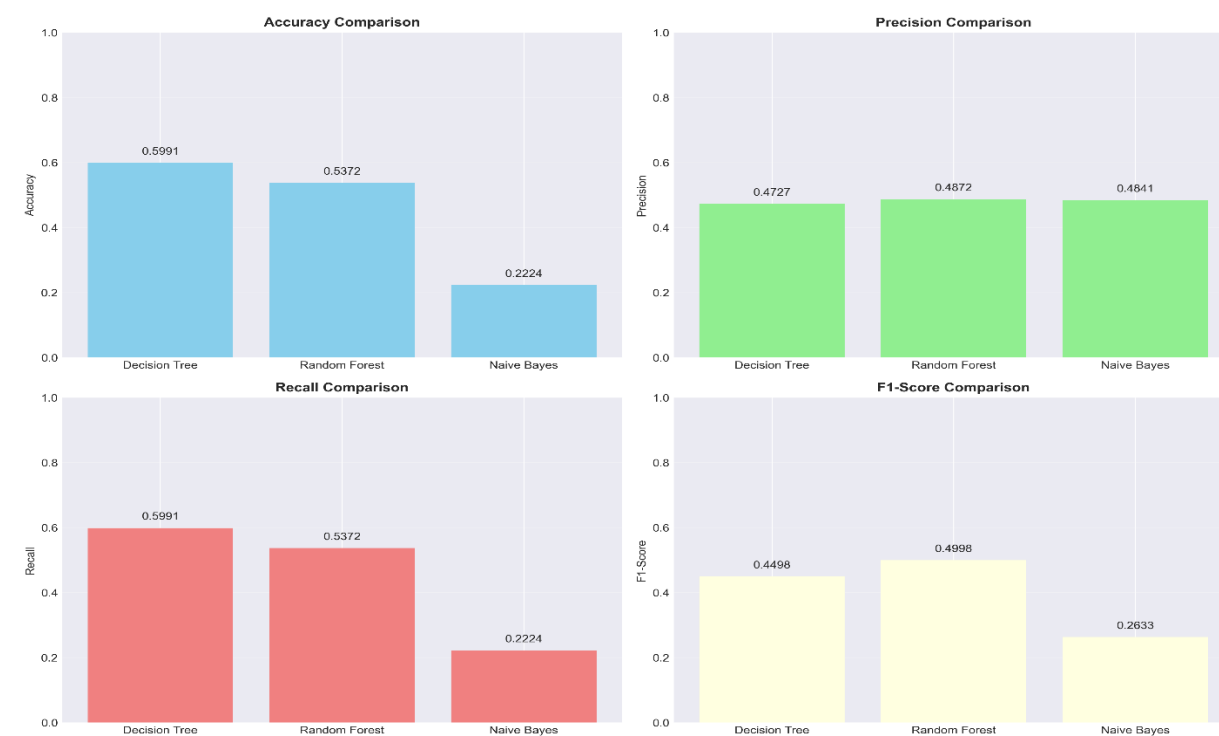 Accuracy Comparison
1.0
0.8
0.6
0.4
0.2
0.0
Accuracy
0.5991
0.5372
0.2224
Decision Tree
Random Forest
Naive Bayes
Precision Comparison
1.0
0.8
0.6
0.4
0.2
0.0
Precision
0.4727
0.4872
0.4841
Decision Tree
Random Forest
Naive Bayes
Recall Comparison
1.0
0.8
0.6
0.4
0.2
0.0
Recall
0.5991
0.5372
0.2224
Decision Tree
Random Forest
Naive Bayes
F1-Score Comparison
1.0
0.8
0.6
0.4
0.2
0.0
F1-Score
0.4498
0.4998
0.2633
Decision Tree
Random Forest
Naive Bayes